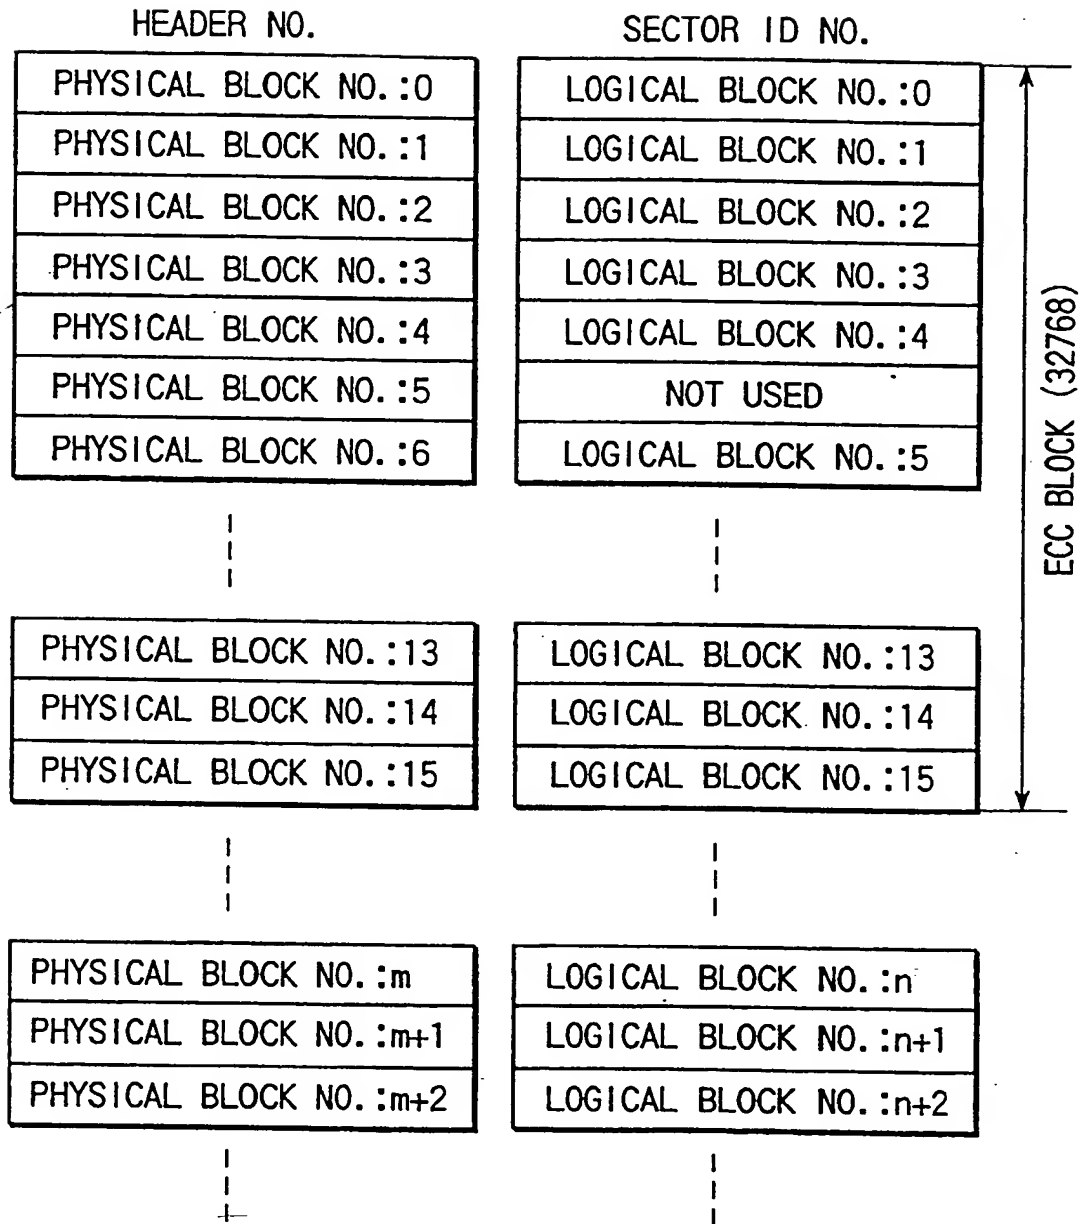 HEADER NO.
SECTOR ID NO.
PHYSICAL BLOCK NO.:0
LOGICAL BLOCK NO.:0
PHYSICAL BLOCK NO.:1
LOGICAL BLOCK NO.:1
PHYSICAL BLOCK NO.:2
LOGICAL BLOCK NO.:2
PHYSICAL BLOCK NO.:3
LOGICAL BLOCK NO.:3
PHYSICAL BLOCK NO.:4
LOGICAL BLOCK NO.:4
PHYSICAL BLOCK NO.:5
NOT USED
PHYSICAL BLOCK NO.:6
LOGICAL BLOCK NO.:5
ECC BLOCK (32768)
PHYSICAL BLOCK NO.:13
LOGICAL BLOCK NO.:13
PHYSICAL BLOCK NO.:14
LOGICAL BLOCK NO.:14
PHYSICAL BLOCK NO.:15
LOGICAL BLOCK NO.:15
PHYSICAL BLOCK NO.:m
LOGICAL BLOCK NO.:n
PHYSICAL BLOCK NO.:m+1
LOGICAL BLOCK NO.:n+1
PHYSICAL BLOCK NO.:m+2
LOGICAL BLOCK NO.:n+2